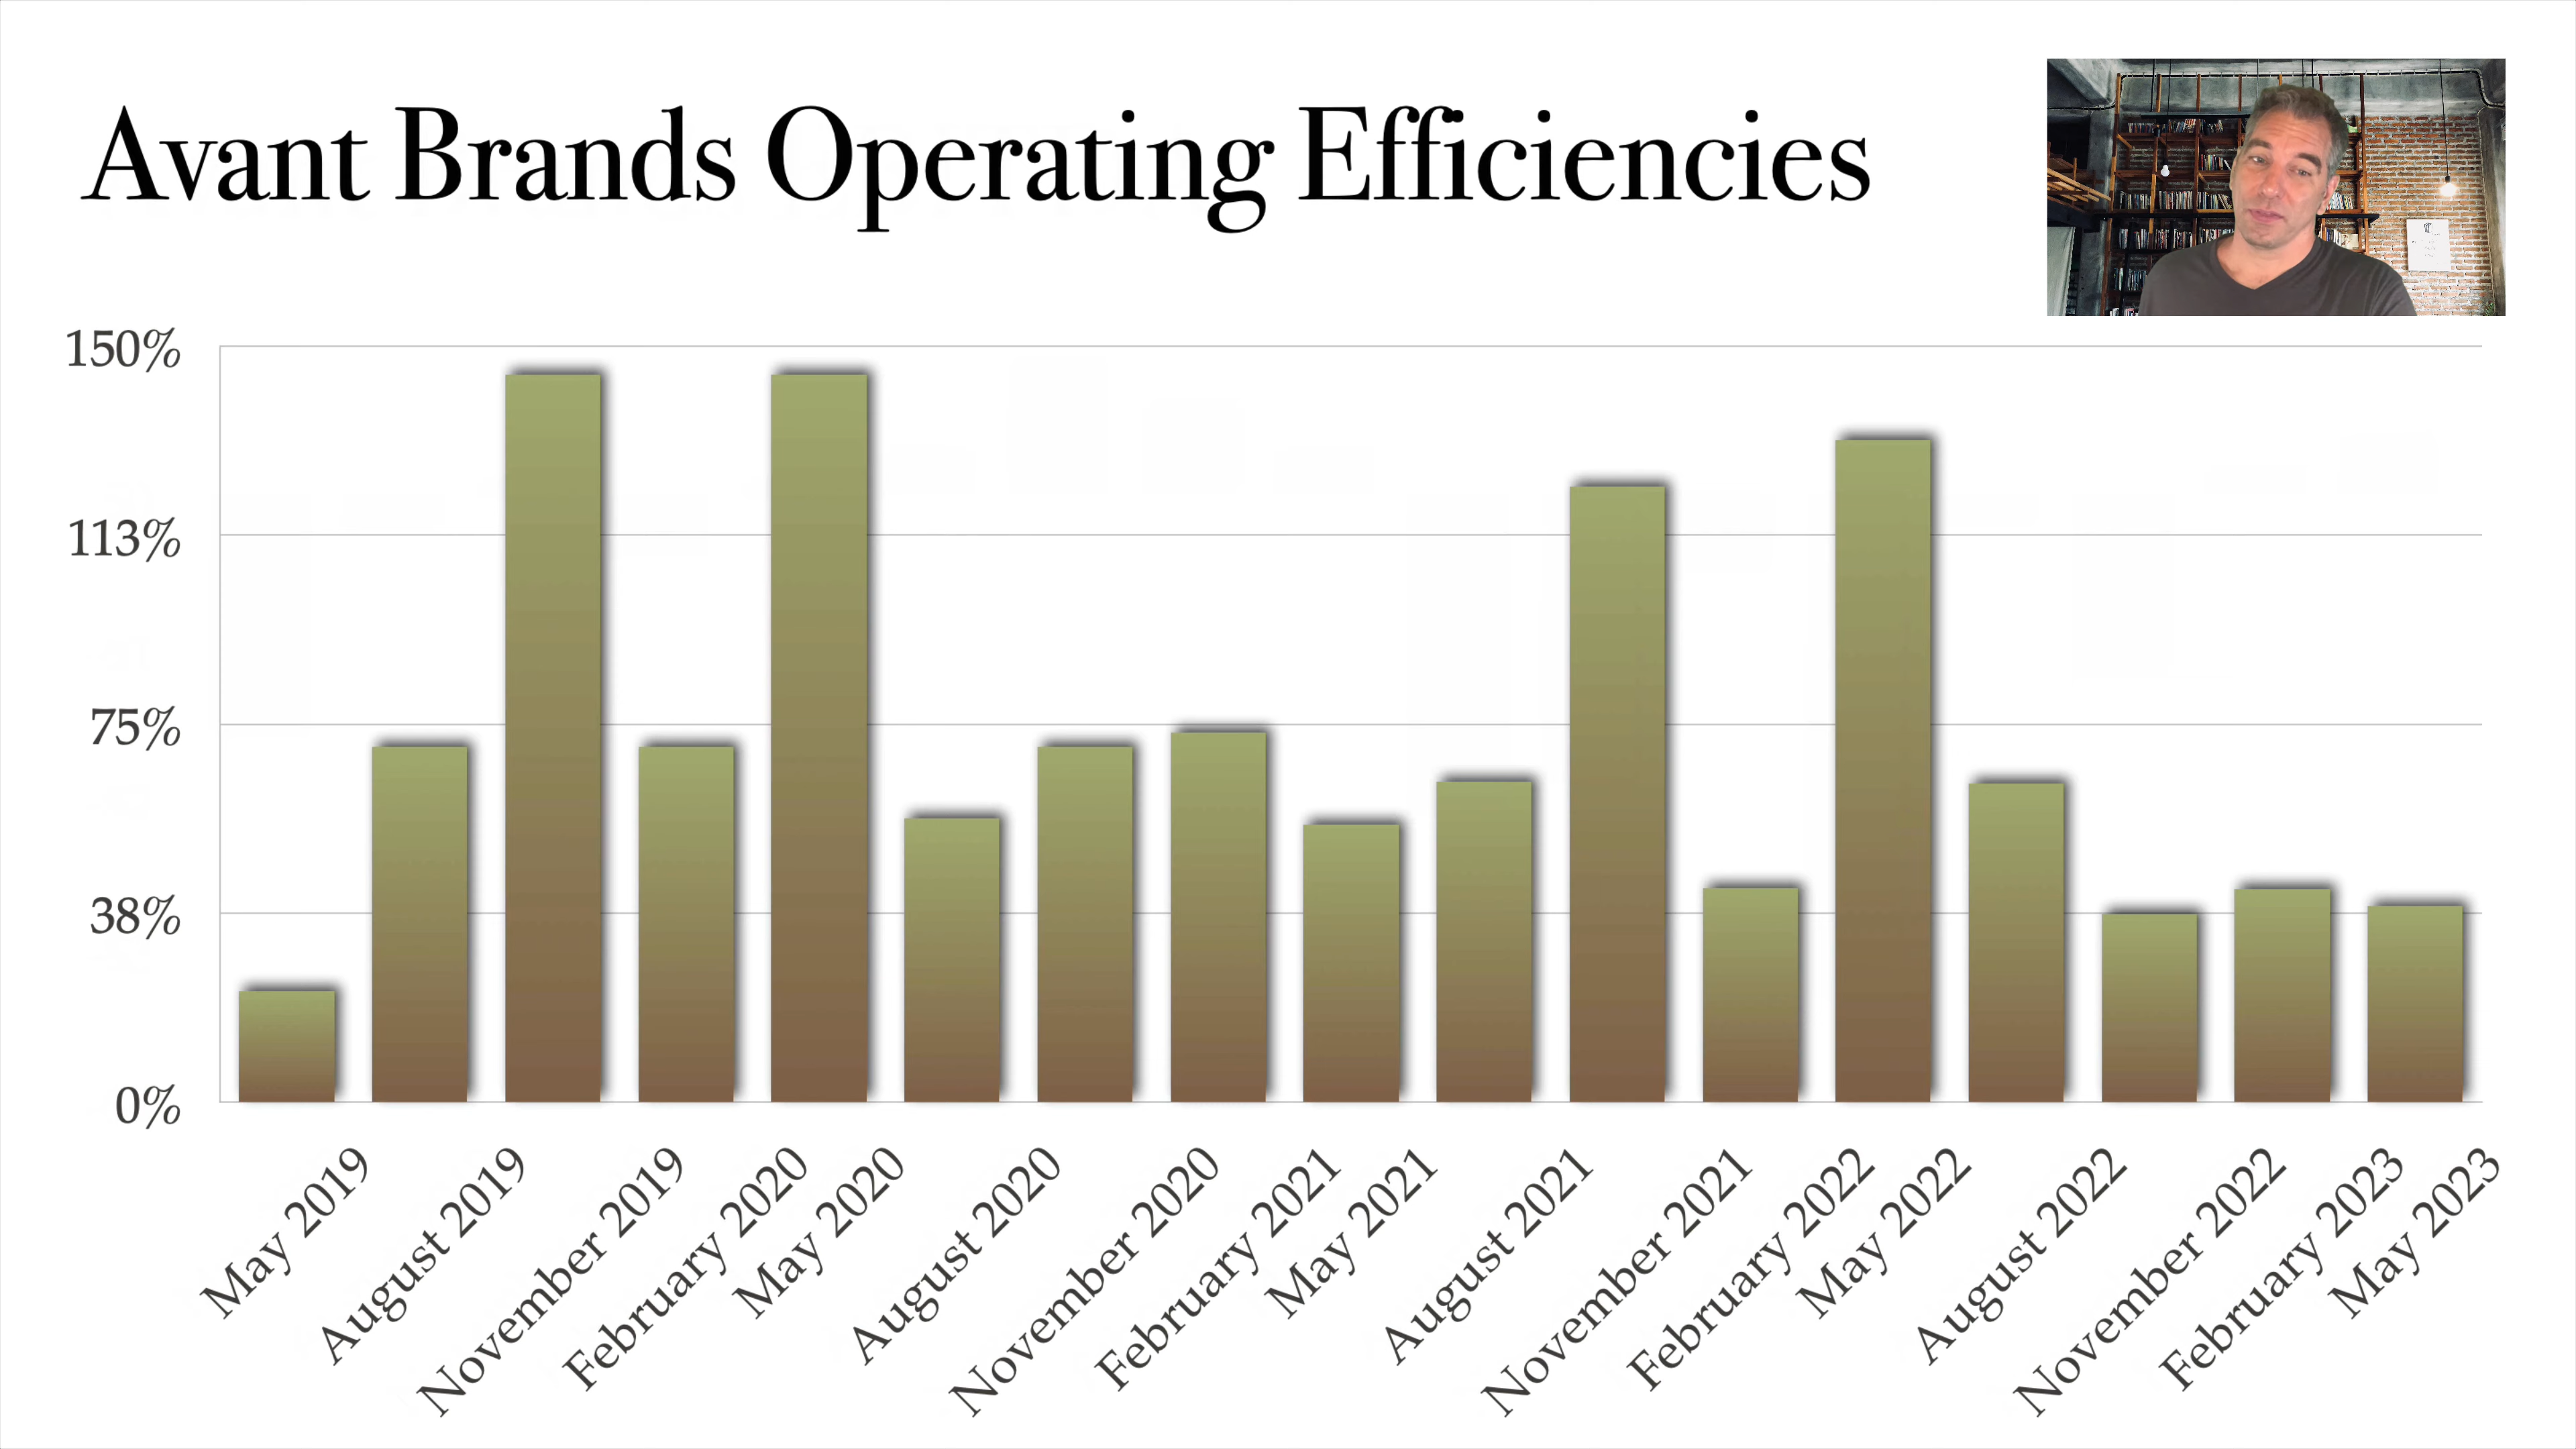 Avant Brands Operating Efficiencies
150%
113%
75%
38%
0%
May 2019
August 2019
November 2019
February 2020
May 2020
August 2020
November 2020
February 2021
May 2021
August 2021
November 2021
February 2022
May 2022
August 2022
November 2022
February 2023
May 2023